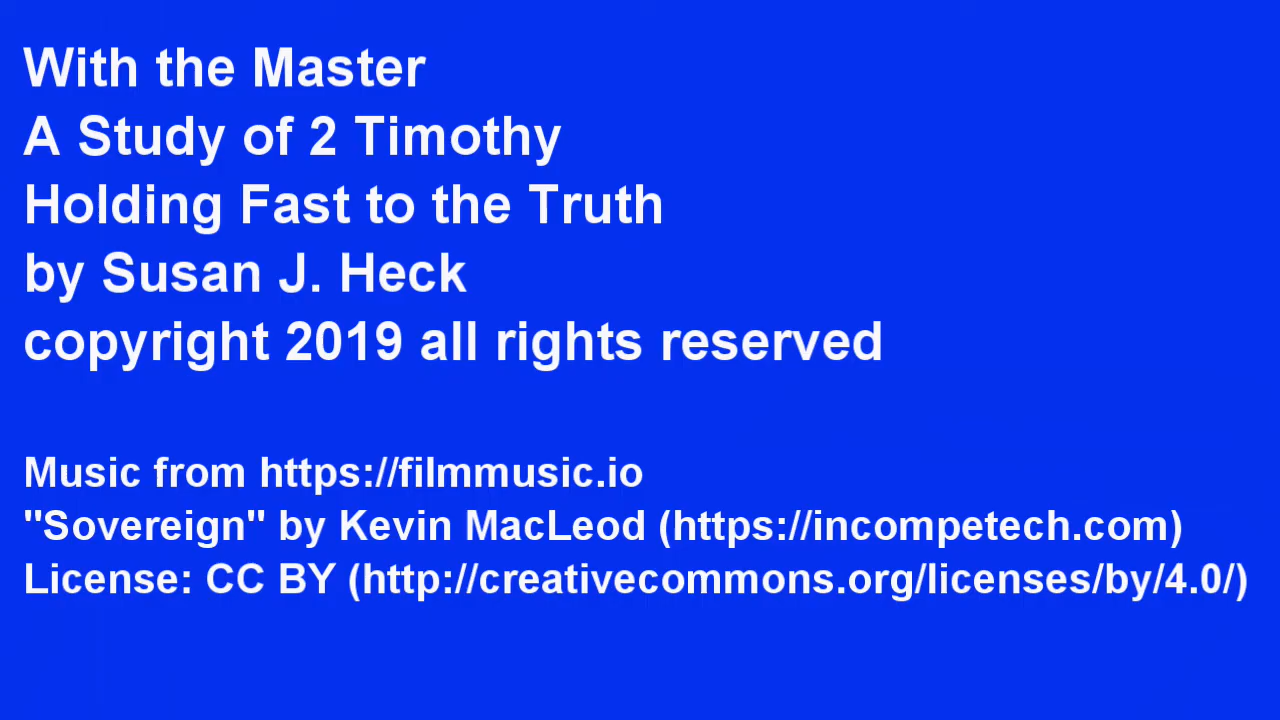 With the Master
A Study of 2 Timothy
Holding Fast to the Truth
by Susan J. Heck
copyright 2019 all rights reserved
Music from https://filmmusic.io
"Sovereign" by Kevin MacLeod (https://incompetech.com)
License: CC BY (http://creativecommons.org/licenses/by/4.0/)